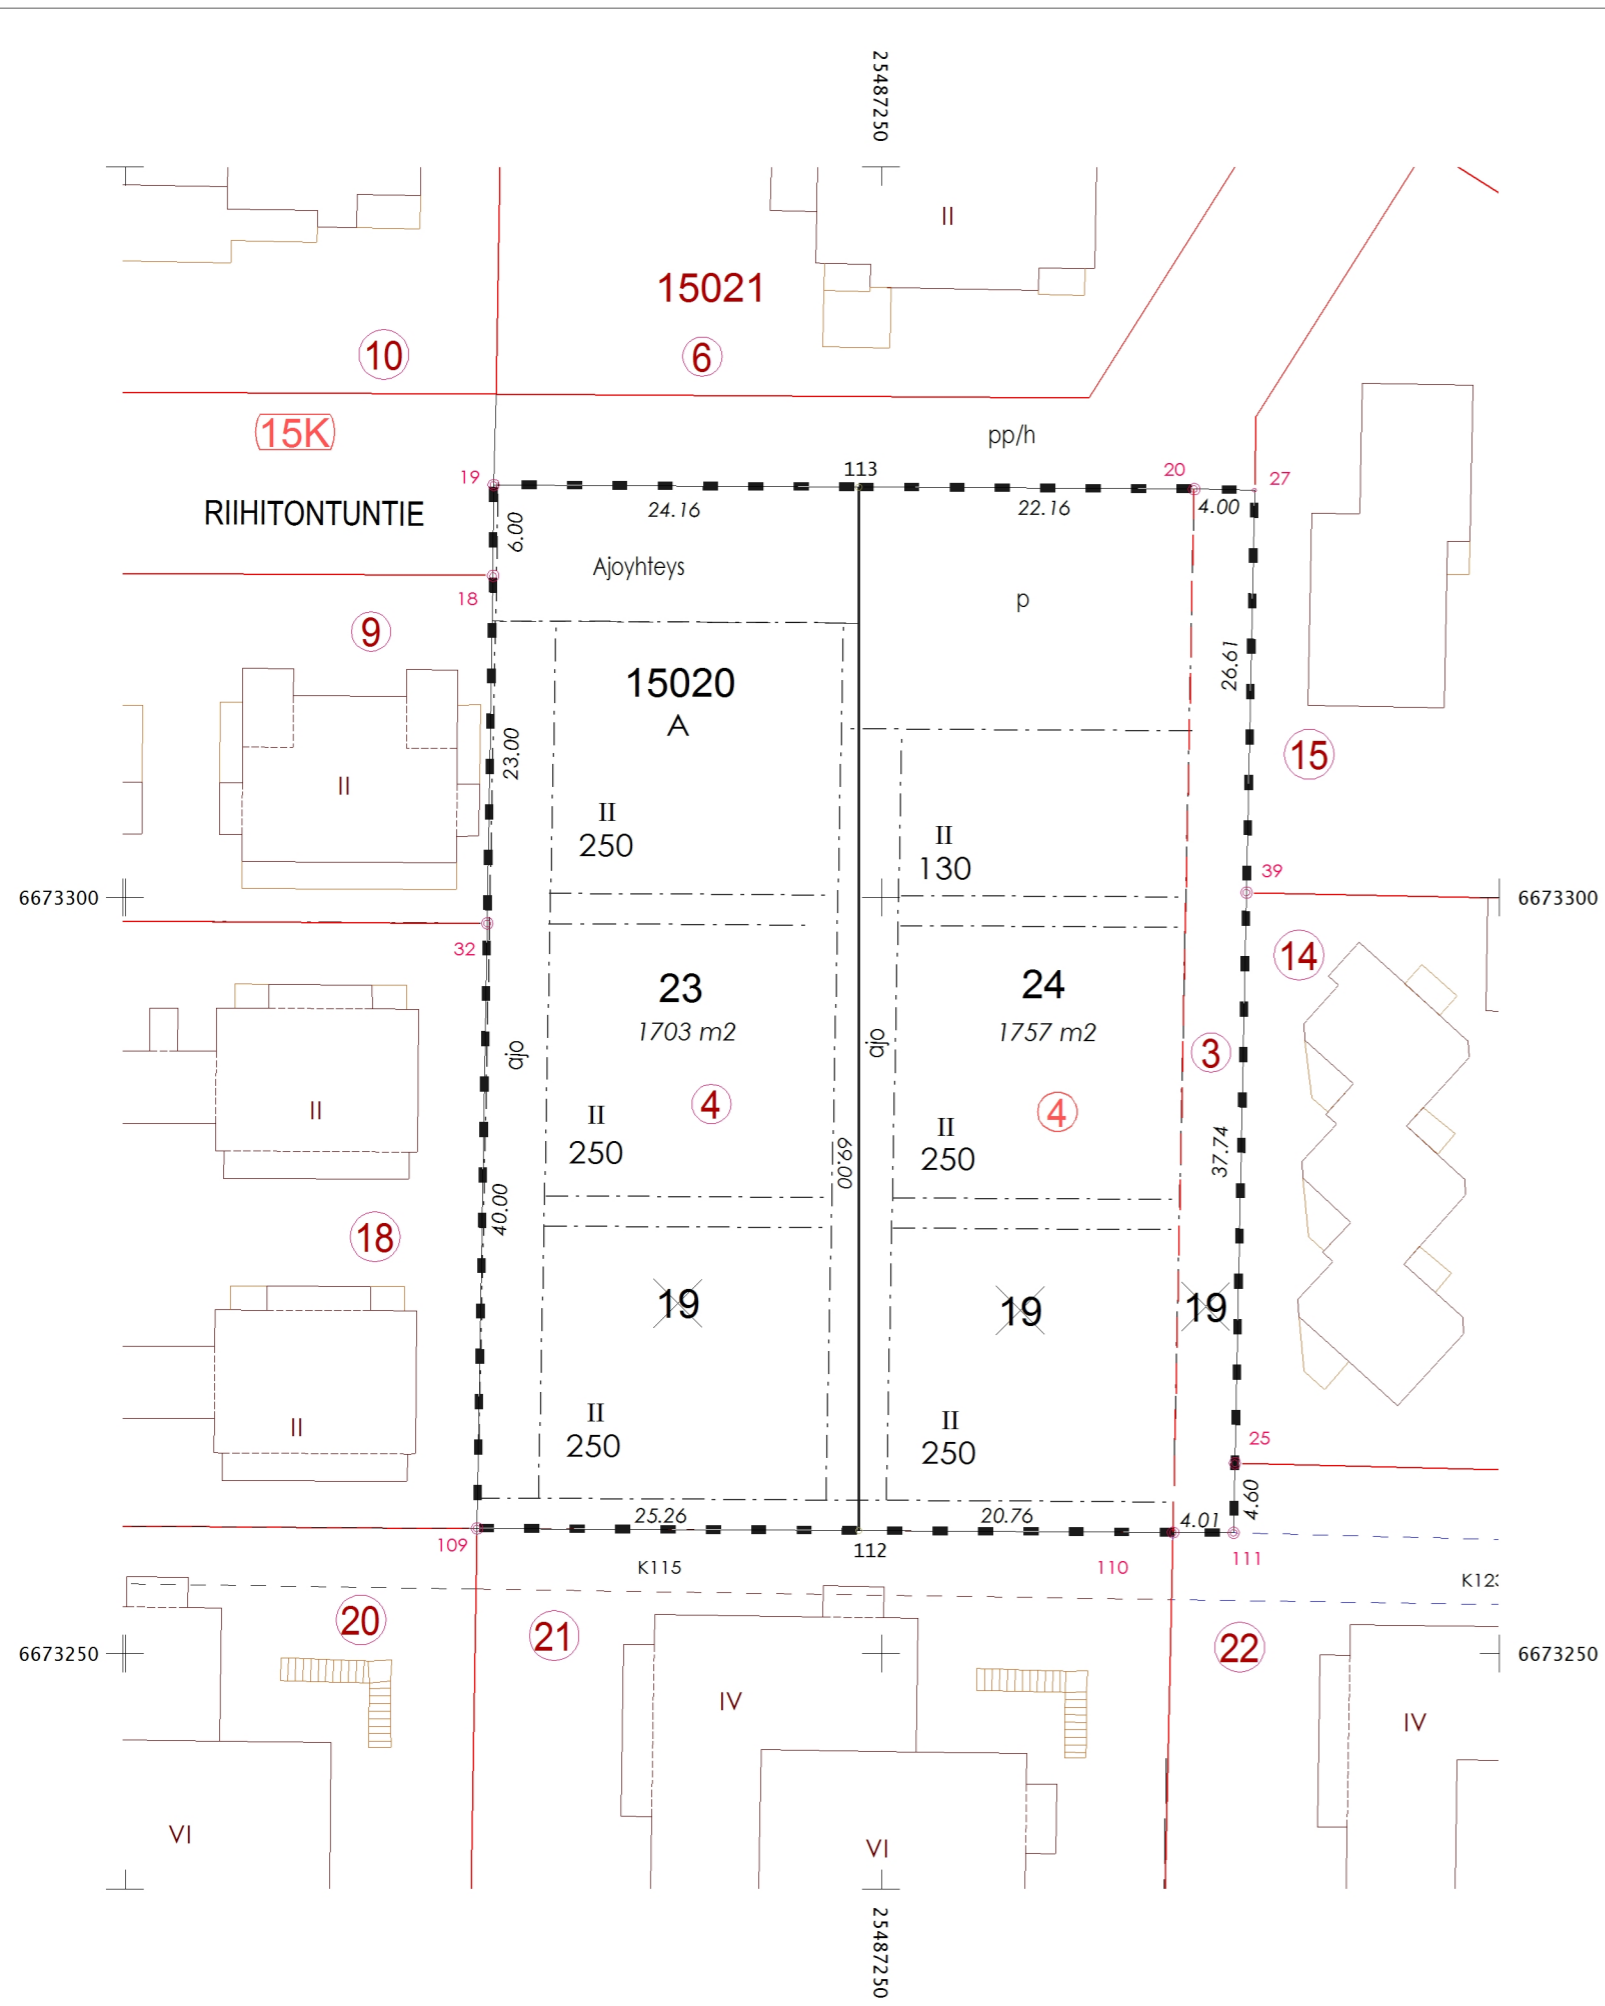 25487250
II
15021
10
6
15K
pp/h
19
113
20
27
RIIHITONTUNTIE
24.16
22.16
4.00
6.00
Ajoyhteys
p
18
9
26.61
15020
A
23.00
15
II
II
250
II
130
39
6673300
6673300
32
14
23
1703 m2
24
1757 m2
ajo
ajo
3
II
4
4
II
250
II
250
69.00
37.74
40.00
18
19
19
19
II
II
250
II
250
25
4.60
25.26
20.76
4.01
109
112
110
111
K115
K123
20
21
22
6673250
6673250
IV
IV
VI
VI
25487250